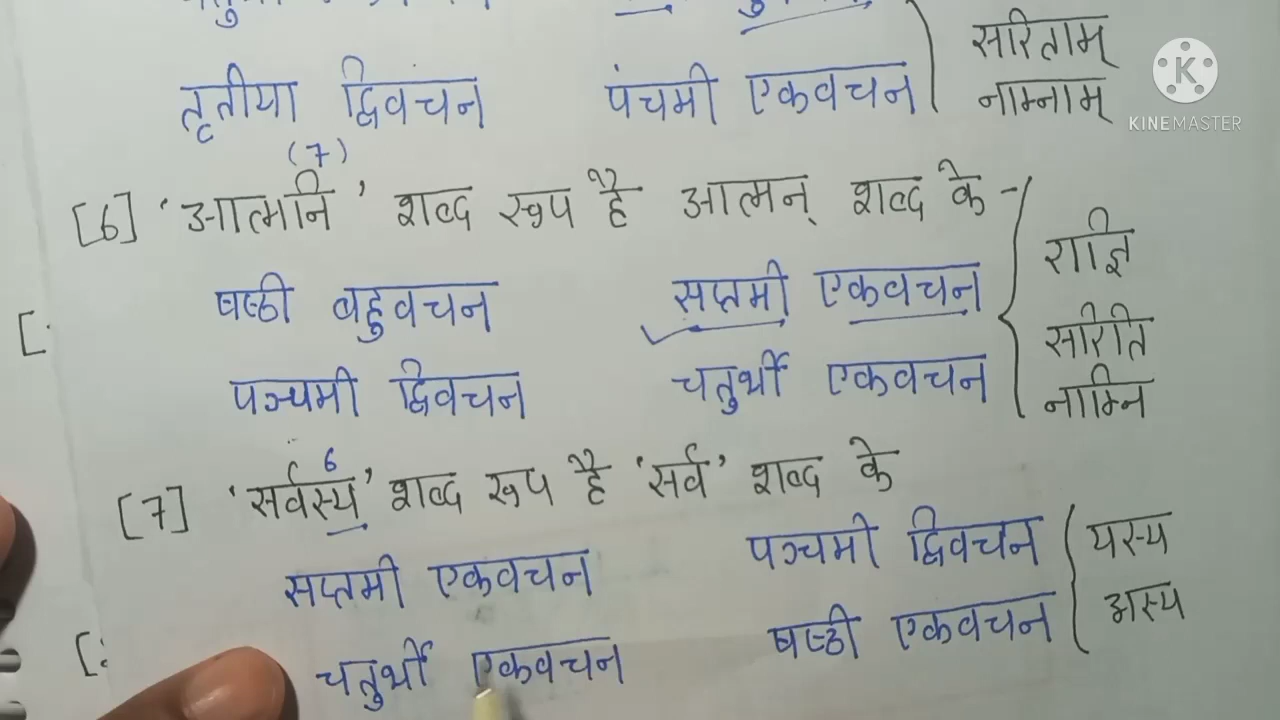 तृतीया द्विवचन पंचमी एकवचन
सरिताम्
नाम्नाम्
KINEMASTER
(7)
[6] 'आत्मनि' शब्द रूप है आत्मन् शब्द के -
षष्ठी बहुवचन सप्तमी एकवचन
पञ्चमी द्विवचन चतुर्थी एकवचन
राज्ञि
सरिति
नाम्नि
6
[7] 'सर्वस्य' शब्द रूप है 'सर्व' शब्द के
सप्तमी एकवचन पञ्चमी द्विवचन
चतुर्थी एकवचन षष्ठी एकवचन
यस्य
अस्य